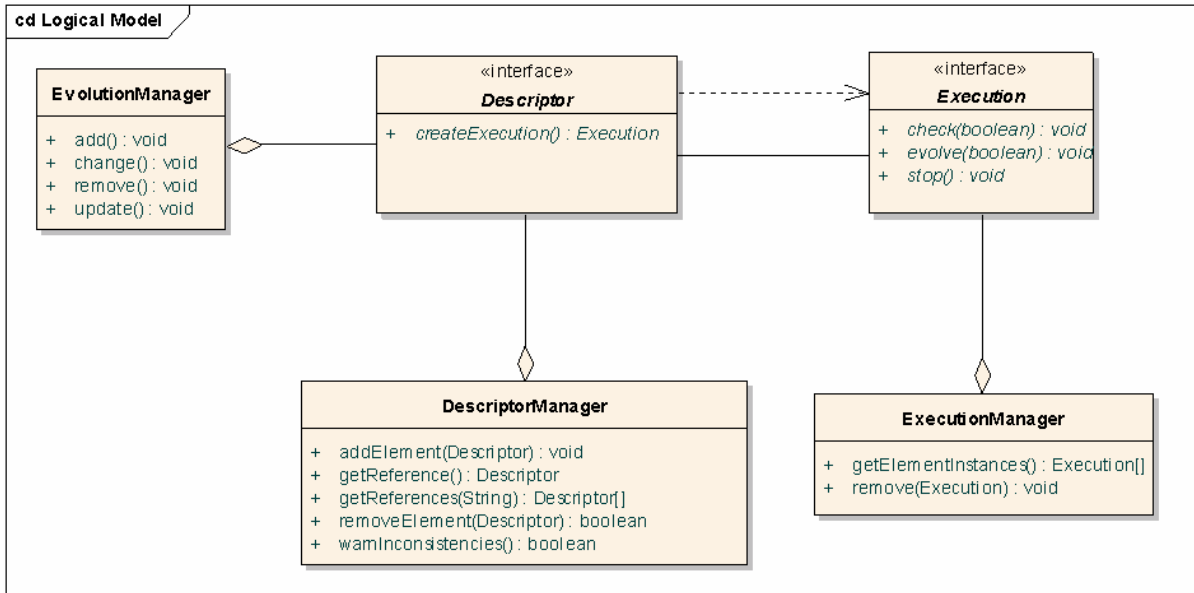 cd Logical Model
EvolutionManager
+ add() : void
+ change() : void
+ remove() : void
+ update() : void
«interface»
Descriptor
+ createExecution() : Execution
«interface»
Execution
+ check(boolean) : void
+ evolve(boolean) : void
+ stop() : void
DescriptorManager
+ addElement(Descriptor) : void
+ getReference() : Descriptor
+ getReferences(String) : Descriptor[]
+ removeElement(Descriptor) : boolean
+ warnInconsistencies() : boolean
ExecutionManager
+ getElementInstances() : Execution[]
+ remove(Execution) : void